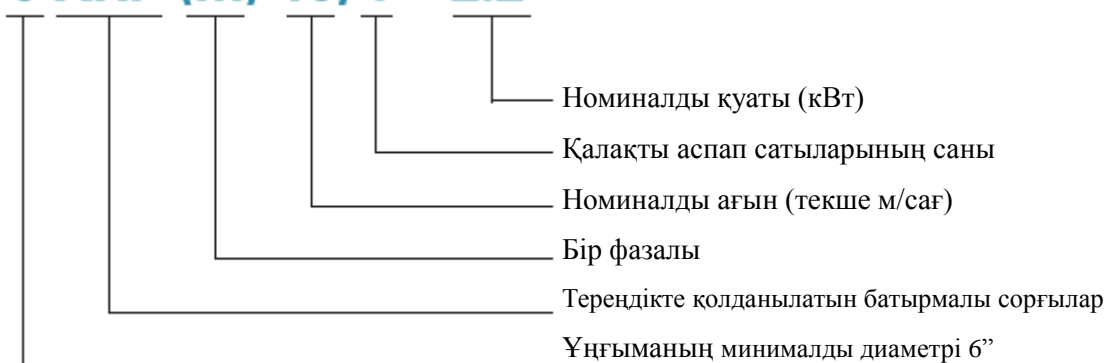 Номиналды қуаты (кВт)
Қалақты аспап сатыларының саны
Номиналды ағын (текше м/сағ)
Бір фазалы
Тереңдікте қолданылатын батырмалы сорғылар
Ұңғыманың минималды диаметрі 6”